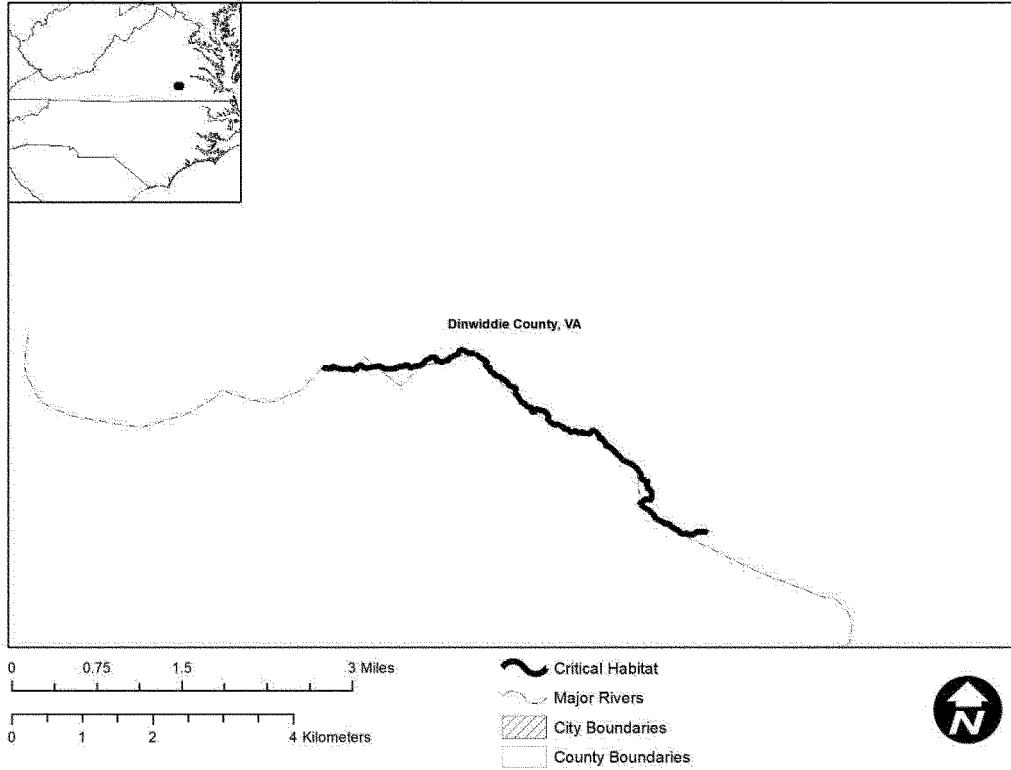 Dinwiddie County, VA
0 0.75 1.5 3 Miles
0 1 2 4 Kilometers
Critical Habitat
Major Rivers
City Boundaries
County Boundaries
N